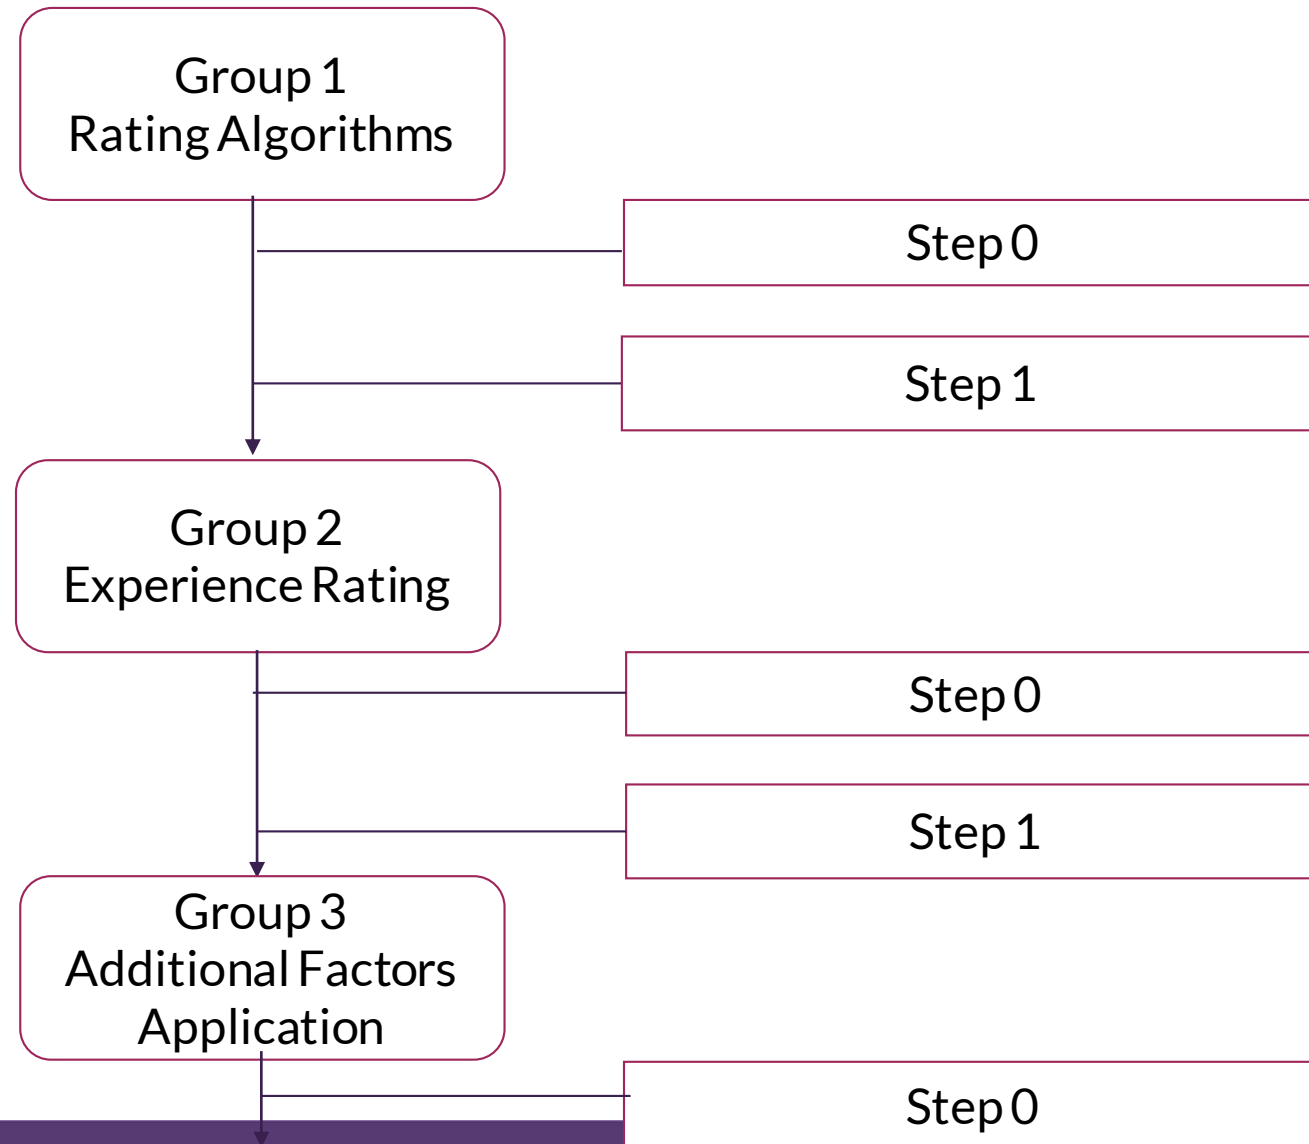 Group 1
Rating Algorithms
Step 0
Step 1
Group 2
Experience Rating
Step 0
Step 1
Group 3
Additional Factors
Application
Step 0